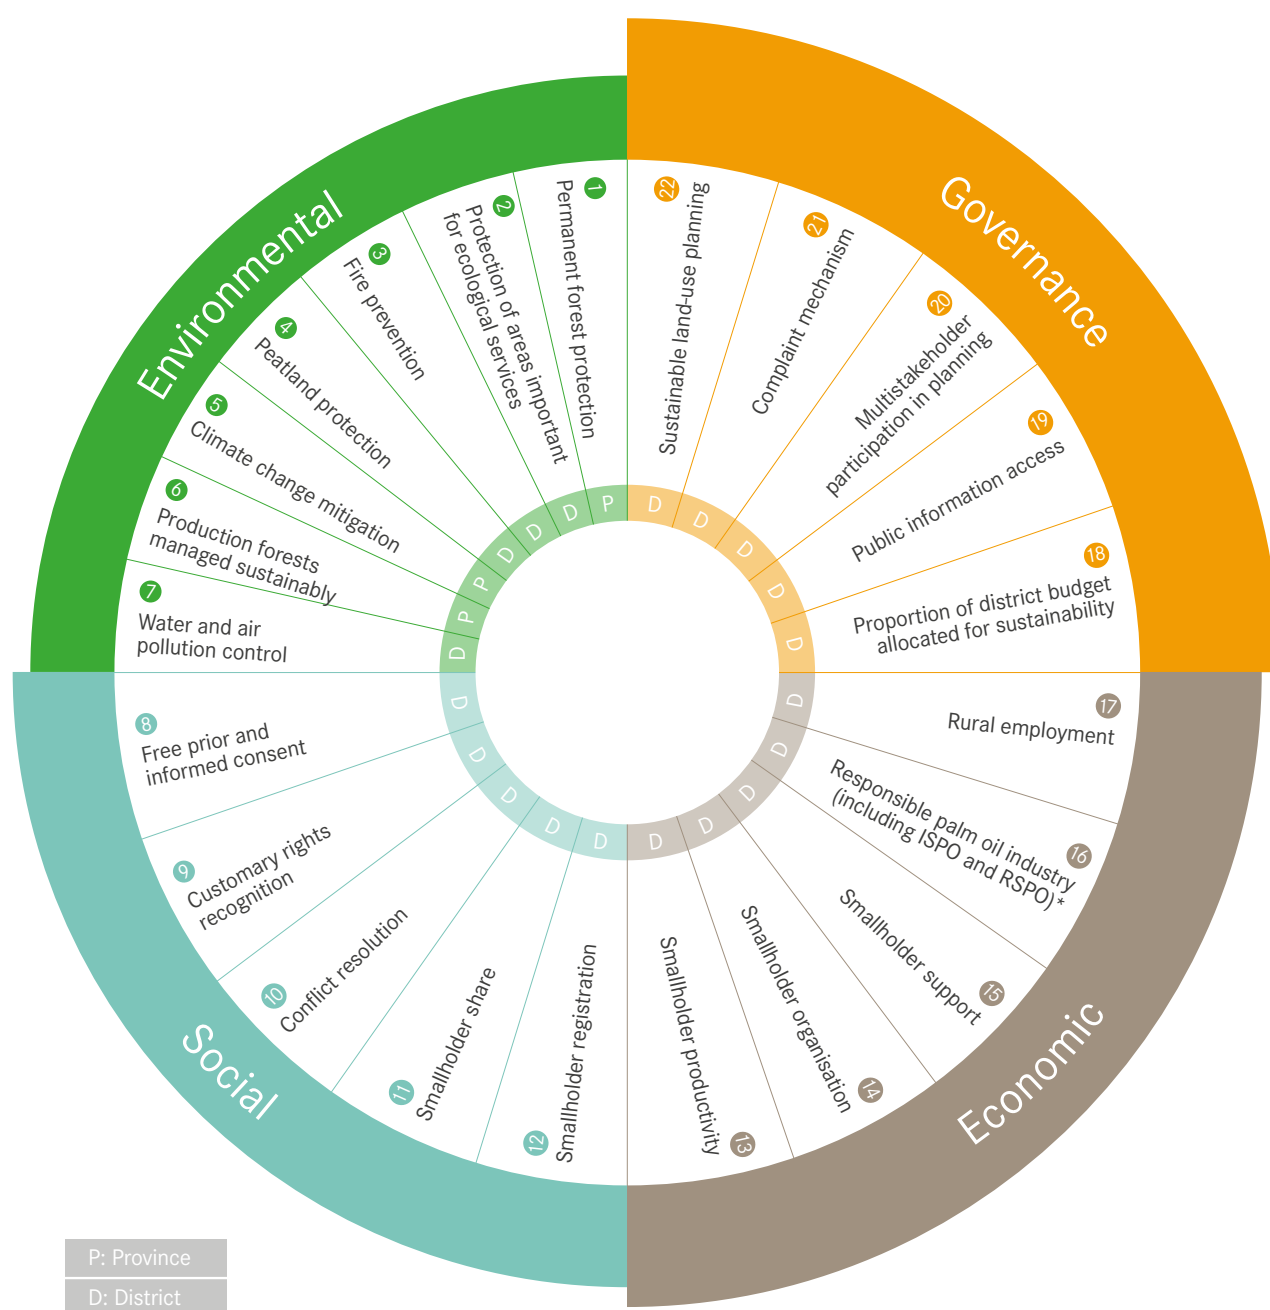 Environmental
1
Permanent forest protection
P
2
Protection of areas important
for ecological services
D
3
Fire prevention
D
4
Peatland protection
D
5
Climate change mitigation
P
6
Production forests
managed sustainably
P
7
Water and air
pollution control
D
Social
8
Free prior and
informed consent
D
9
Customary rights
recognition
D
10
Conflict resolution
D
11
Smallholder share
D
12
Smallholder registration
D
Economic
13
Smallholder productivity
D
14
Smallholder organisation
D
15
Smallholder support
D
16
Responsible palm oil industry
(including ISPO and RSPO)*
D
17
Rural employment
D
Governance
18
Proportion of district budget
allocated for sustainability
D
19
Public information access
D
20
Multistakeholder
participation in planning
D
21
Complaint mechanism
D
22
Sustainable land-use planning
D
P: Province
D: District